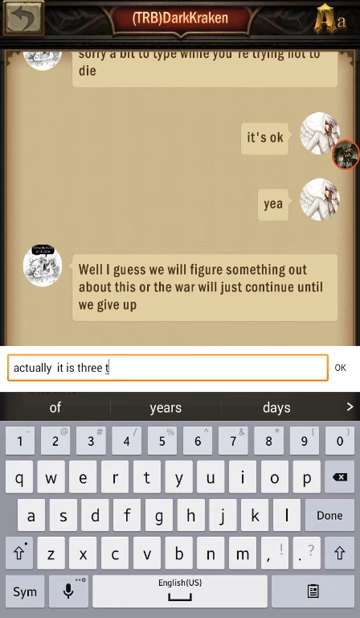 (TRB)DarkKraken
Aa
sorry a bit to type while you're trying not to
die
it's ok
yea
Well I guess we will figure something out
about this or the war will just continue until
we give up
actually  it is three t
OK
of years days >
1 2 3 4 5 6 7 8 9 0
q w e r t y u i o p
a s d f g h j k l Done
z x c v b n m , ! . ?
Sym English(US)